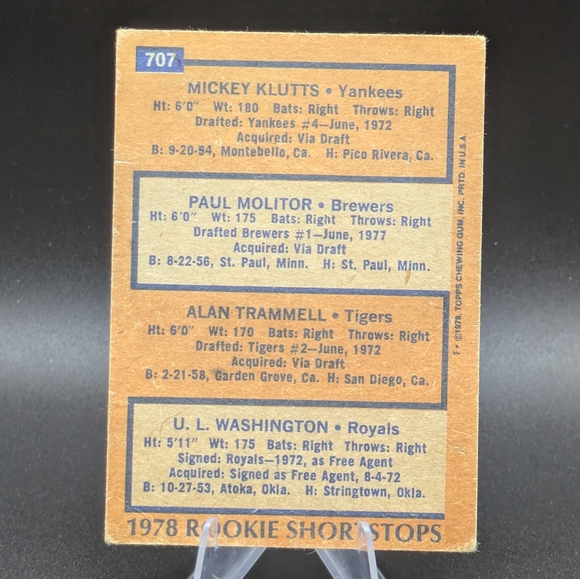 707
MICKEY KLUTTS • Yankees
Ht: 6'0" Wt: 180 Bats: Right Throws: Right
Drafted: Yankees #4—June, 1972
Acquired: Via Draft
B: 9-20-54, Montebello, Ca. H: Pico Rivera, Ca.
PAUL MOLITOR • Brewers
Ht: 6'0" Wt: 175 Bats: Right Throws: Right
Drafted Brewers #1—June, 1977
Acquired: Via Draft
B: 8-22-56, St. Paul, Minn. H: St. Paul, Minn.
ALAN TRAMMELL • Tigers
Ht: 6'0" Wt: 170 Bats: Right Throws: Right
Drafted: Tigers #2—June, 1972
Acquired: Via Draft
B: 2-21-58, Garden Grove, Ca. H: San Diego, Ca.
U. L. WASHINGTON • Royals
Ht: 5'11" Wt: 175 Bats: Right Throws: Right
Signed: Royals—1972, as Free Agent
Acquired: Signed as Free Agent, 8-4-72
B: 10-27-53, Atoka, Okla. H: Stringtown, Okla.
1978 ROOKIE SHORTSTOPS
F* ©1978, TOPPS CHEWING GUM, INC. PRTD. IN U.S.A.